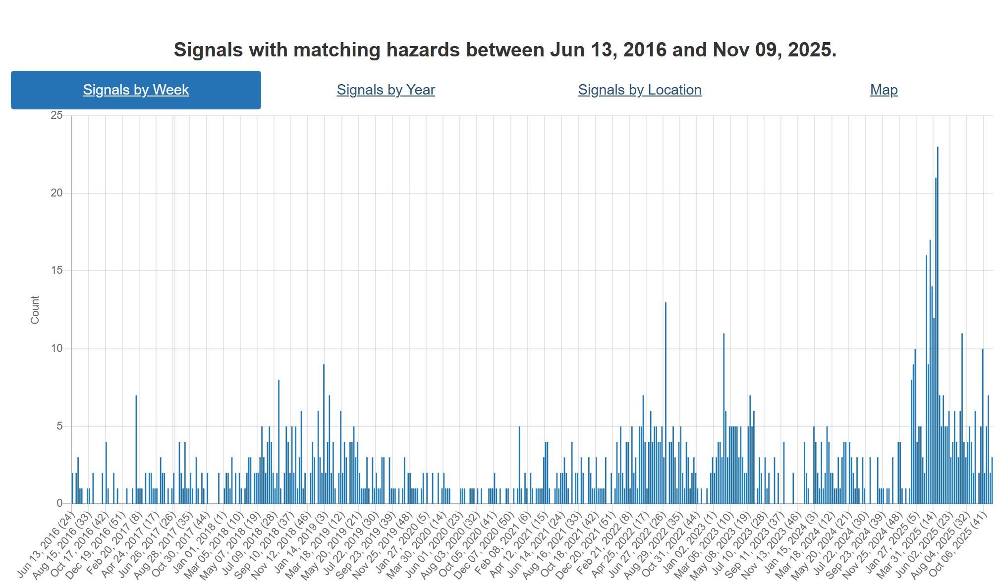 Signals with matching hazards between Jun 13, 2016 and Nov 09, 2025.
Signals by Week
Signals by Year
Signals by Location
Map
25
20
15
10
5
0
Count
Jun 13, 2016 (24)
Aug 15, 2016 (33)
Oct 17, 2016 (42)
Dec 19, 2016 (51)
Feb 20, 2017 (8)
Apr 24, 2017 (17)
Jun 26, 2017 (26)
Aug 28, 2017 (35)
Oct 30, 2017 (44)
Jan 01, 2018 (1)
Mar 05, 2018 (10)
May 07, 2018 (19)
Jul 09, 2018 (28)
Sep 10, 2018 (37)
Nov 12, 2018 (46)
Jan 14, 2019 (3)
Mar 18, 2019 (12)
May 20, 2019 (21)
Jul 22, 2019 (30)
Sep 23, 2019 (39)
Nov 25, 2019 (48)
Jan 27, 2020 (5)
Mar 30, 2020 (14)
Jun 01, 2020 (23)
Aug 03, 2020 (32)
Oct 05, 2020 (41)
Dec 07, 2020 (50)
Feb 08, 2021 (6)
Apr 12, 2021 (15)
Jun 14, 2021 (24)
Aug 16, 2021 (33)
Oct 18, 2021 (42)
Dec 20, 2021 (51)
Feb 21, 2022 (8)
Apr 25, 2022 (17)
Jun 27, 2022 (26)
Aug 29, 2022 (35)
Oct 31, 2022 (44)
Jan 02, 2023 (1)
Mar 06, 2023 (10)
May 08, 2023 (19)
Jul 10, 2023 (28)
Sep 11, 2023 (37)
Nov 13, 2023 (46)
Jan 15, 2024 (3)
Mar 18, 2024 (12)
May 20, 2024 (21)
Jul 22, 2024 (30)
Sep 23, 2024 (39)
Nov 25, 2024 (48)
Jan 27, 2025 (5)
Mar 31, 2025 (14)
Jun 02, 2025 (23)
Aug 04, 2025 (32)
Oct 06, 2025 (41)